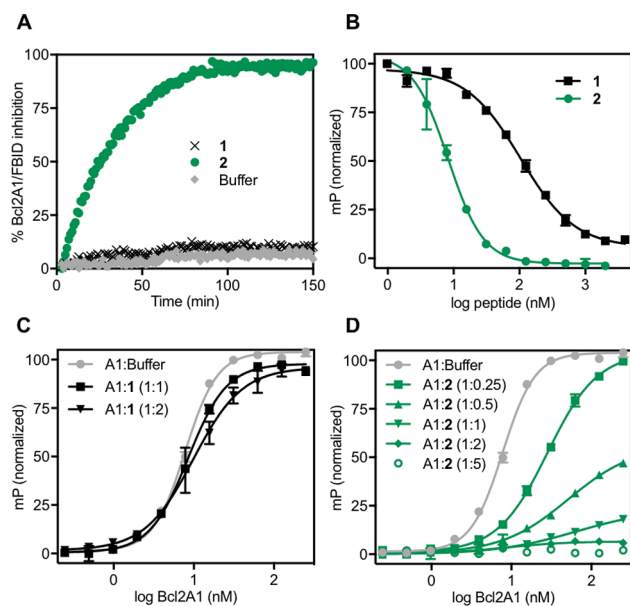 A
% Bcl2A1/FBID inhibition
100
75
50
25
0
0 50 100 150
Time (min)
1
2
Buffer
B
mP (normalized)
100
75
50
25
0
0 1 2 3
log peptide (nM)
1
2
C
A1:Buffer
A1:1 (1:1)
A1:1 (1:2)
mP (normalized)
100
75
50
25
0
0 1 2
log Bcl2A1 (nM)
D
A1:Buffer
A1:2 (1:0.25)
A1:2 (1:0.5)
A1:2 (1:1)
A1:2 (1:2)
A1:2 (1:5)
mP (normalized)
100
75
50
25
0
0 1 2
log Bcl2A1 (nM)